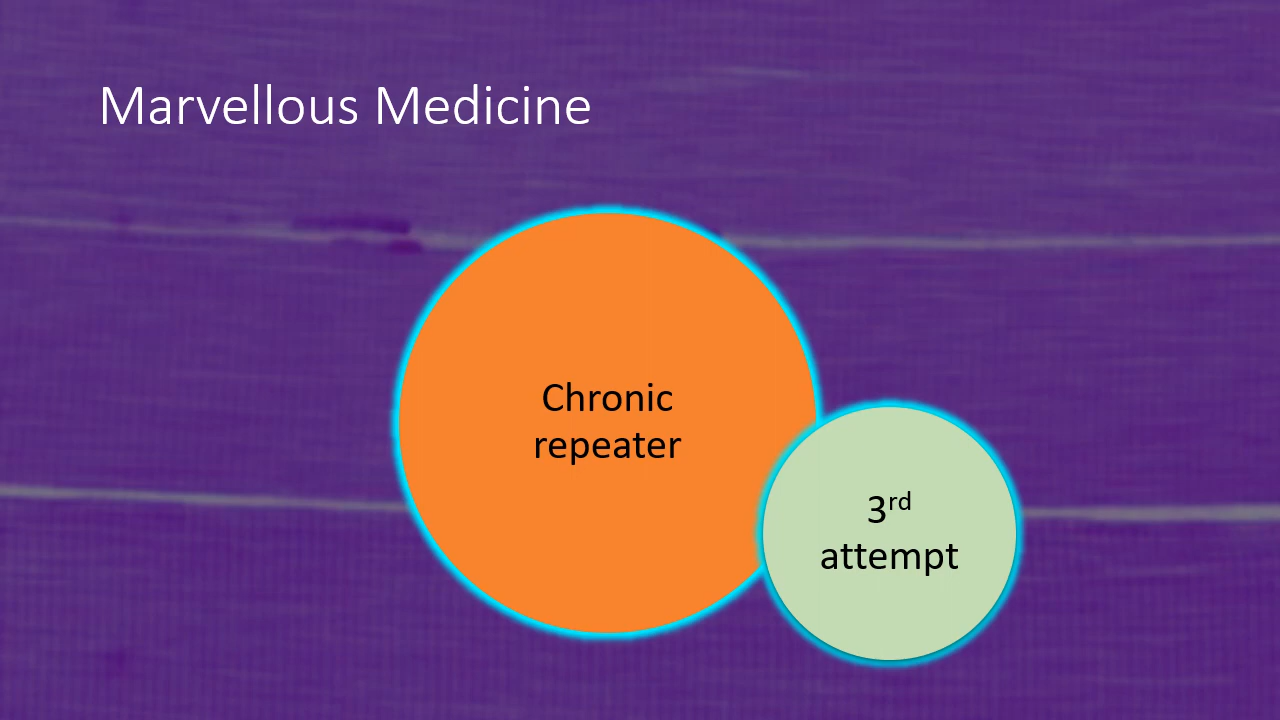 Marvellous Medicine
Chronic
repeater
3rd
attempt